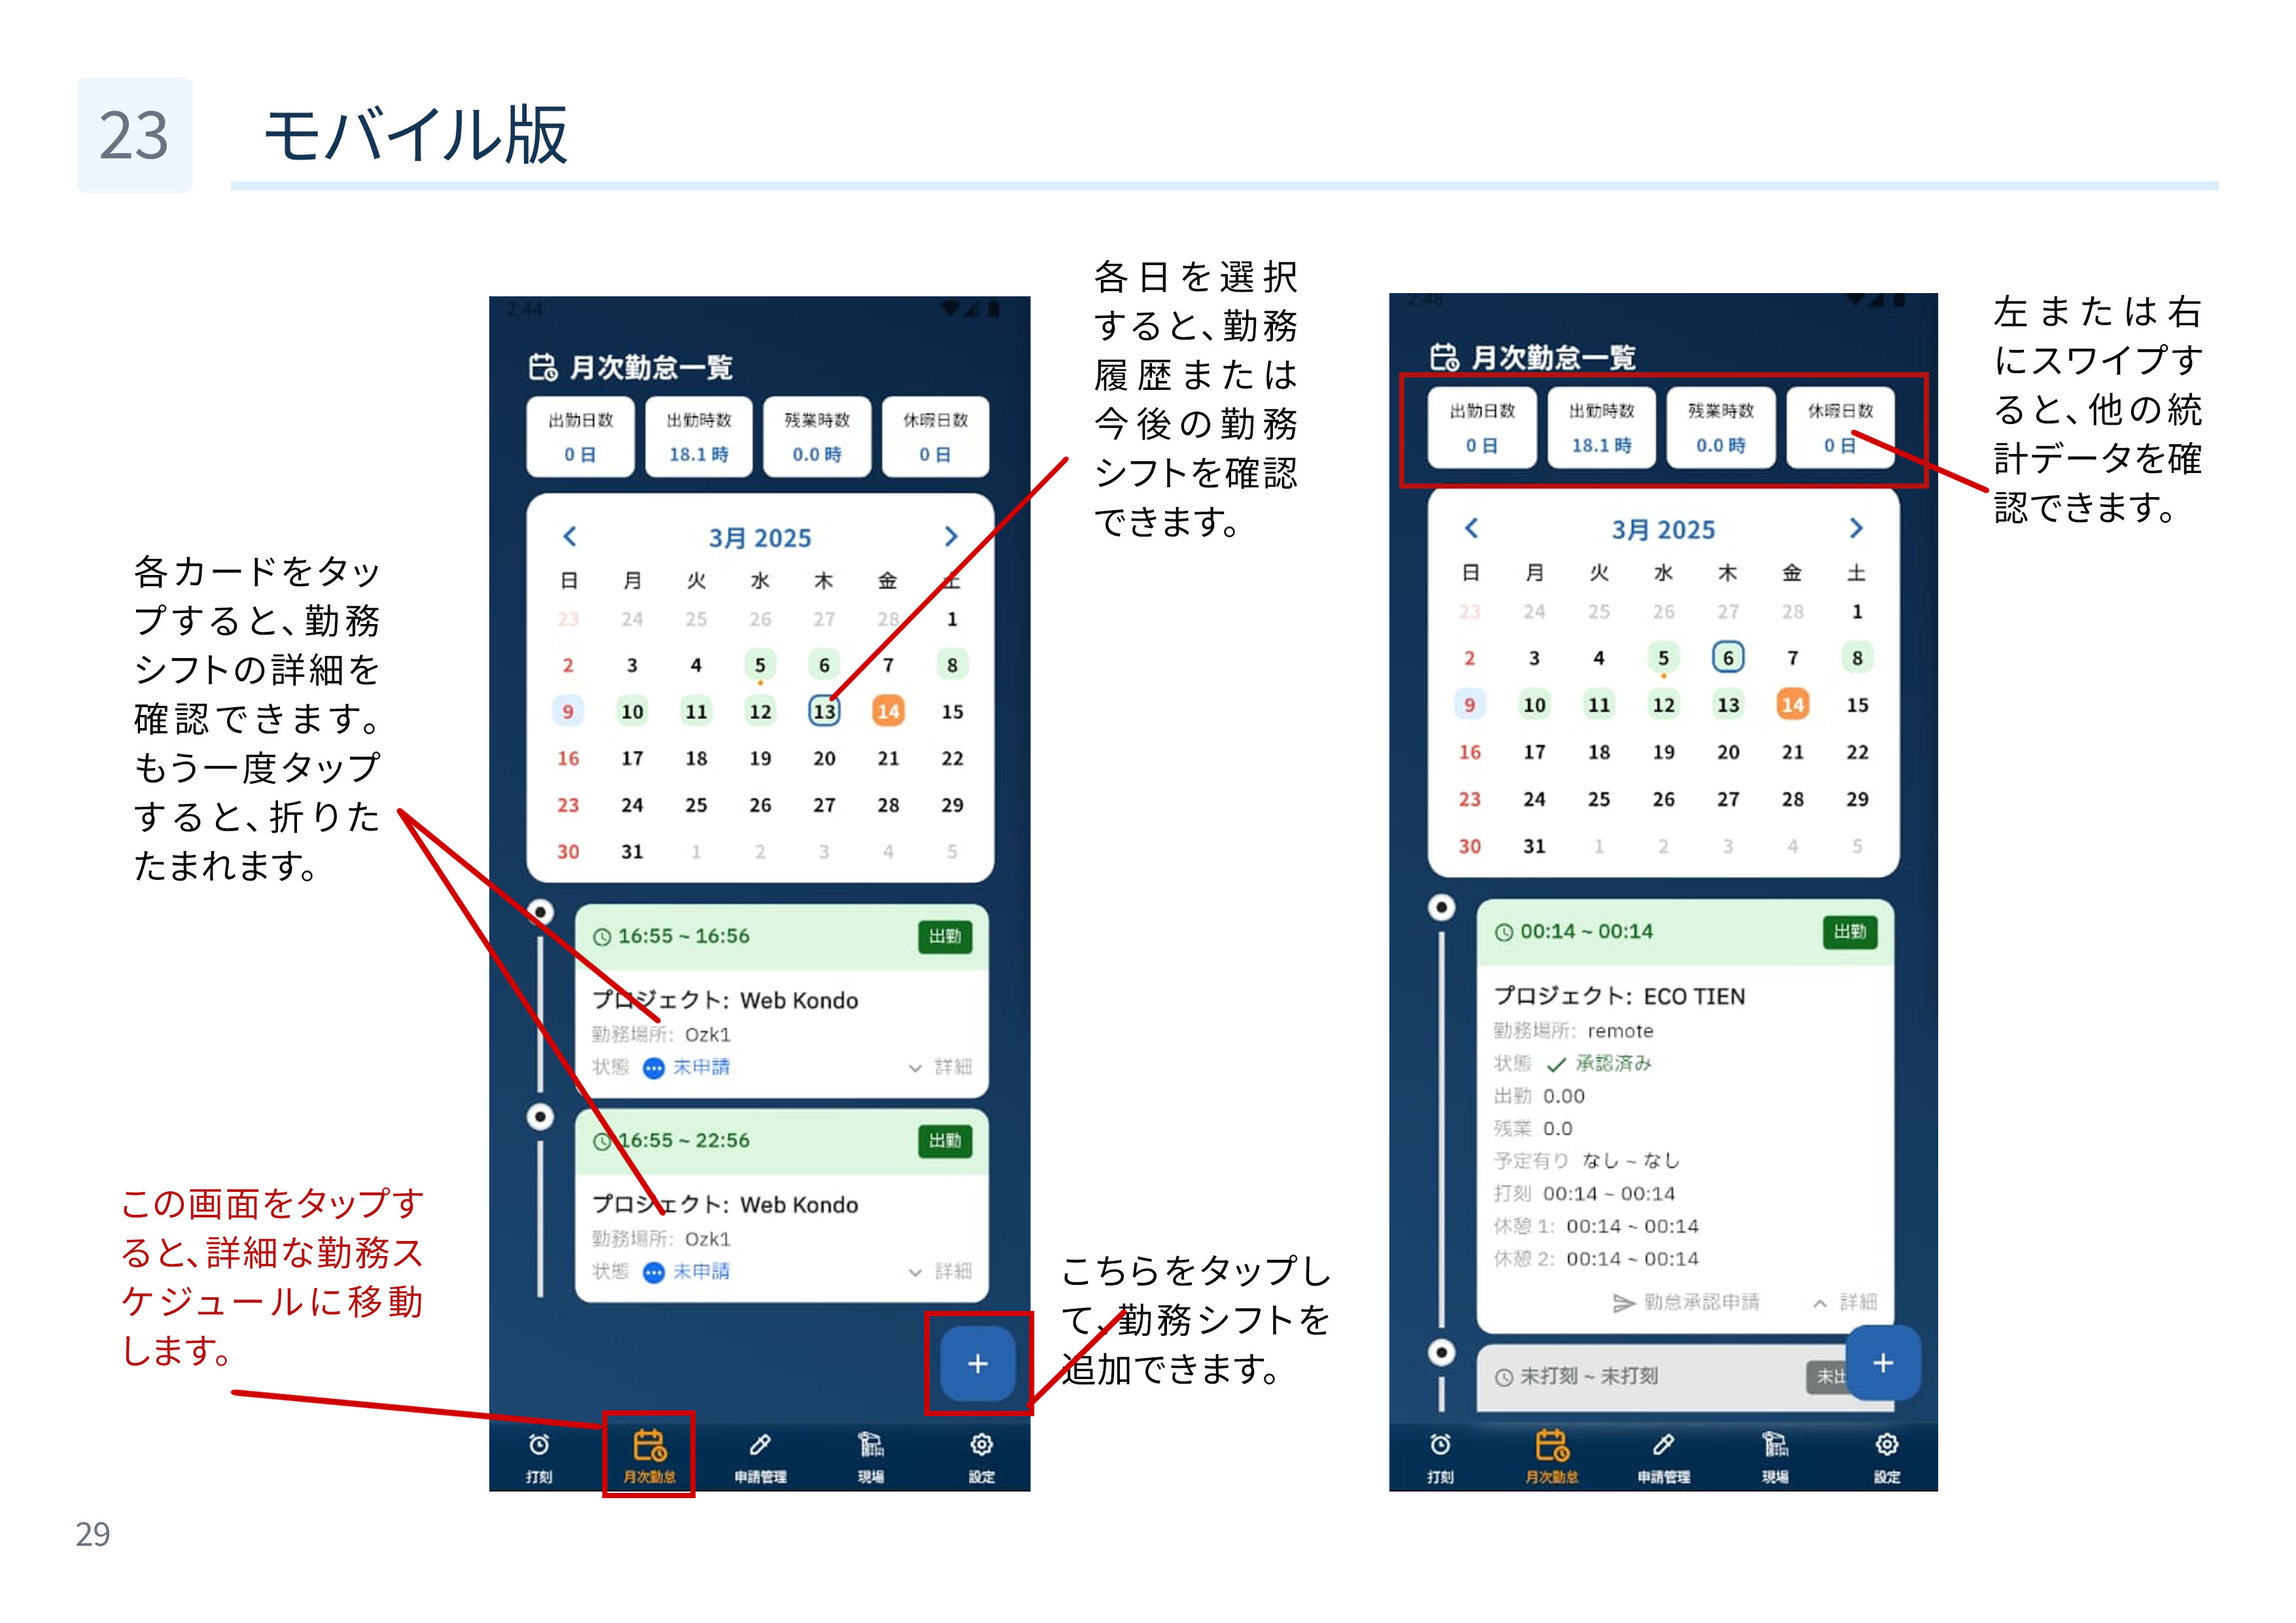 23
モバイル版
各日を選択
すると、勤務
履歴または
今後の勤務
シフトを確認
できます。
左または右
にスワイプす
ると、他の統
計データを確
認できます。
各カードをタッ
プすると、勤務
シフトの詳細を
確認できます。
もう一度タップ
すると、折りた
たまれます。
この画面をタップす
ると、詳細な勤務ス
ケジュールに移動
します。
こちらをタップし
て、勤務シフトを
追加できます。
2:44
月次勤怠一覧
出勤日数 出勤時数 残業時数 休暇日数
0 日 18.1 時 0.0 時 0 日
3月 2025
日 月 火 水 木 金 土
23 24 25 26 27 28 1
2 3 4 5 6 7 8
9 10 11 12 13 14 15
16 17 18 19 20 21 22
23 24 25 26 27 28 29
30 31 1 2 3 4 5
16:55 ~ 16:56 出勤
プロジェクト: Web Kondo
勤務場所: Ozk1
状態 未申請 詳細
16:55 ~ 22:56 出勤
プロジェクト: Web Kondo
勤務場所: Ozk1
状態 未申請 詳細
+
打刻 月次勤怠 申請管理 現場 設定
2:48
月次勤怠一覧
出勤日数 出勤時数 残業時数 休暇日数
0 日 18.1 時 0.0 時 0 日
3月 2025
日 月 火 水 木 金 土
23 24 25 26 27 28 1
2 3 4 5 6 7 8
9 10 11 12 13 14 15
16 17 18 19 20 21 22
23 24 25 26 27 28 29
30 31 1 2 3 4 5
00:14 ~ 00:14 出勤
プロジェクト: ECO TIEN
勤務場所: remote
状態 承認済み
出勤 0.00
残業 0.0
予定有り なし ~ なし
打刻 00:14 ~ 00:14
休憩 1: 00:14 ~ 00:14
休憩 2: 00:14 ~ 00:14
勤怠承認申請 詳細
未打刻 ~ 未打刻 未出
+
打刻 月次勤怠 申請管理 現場 設定
29